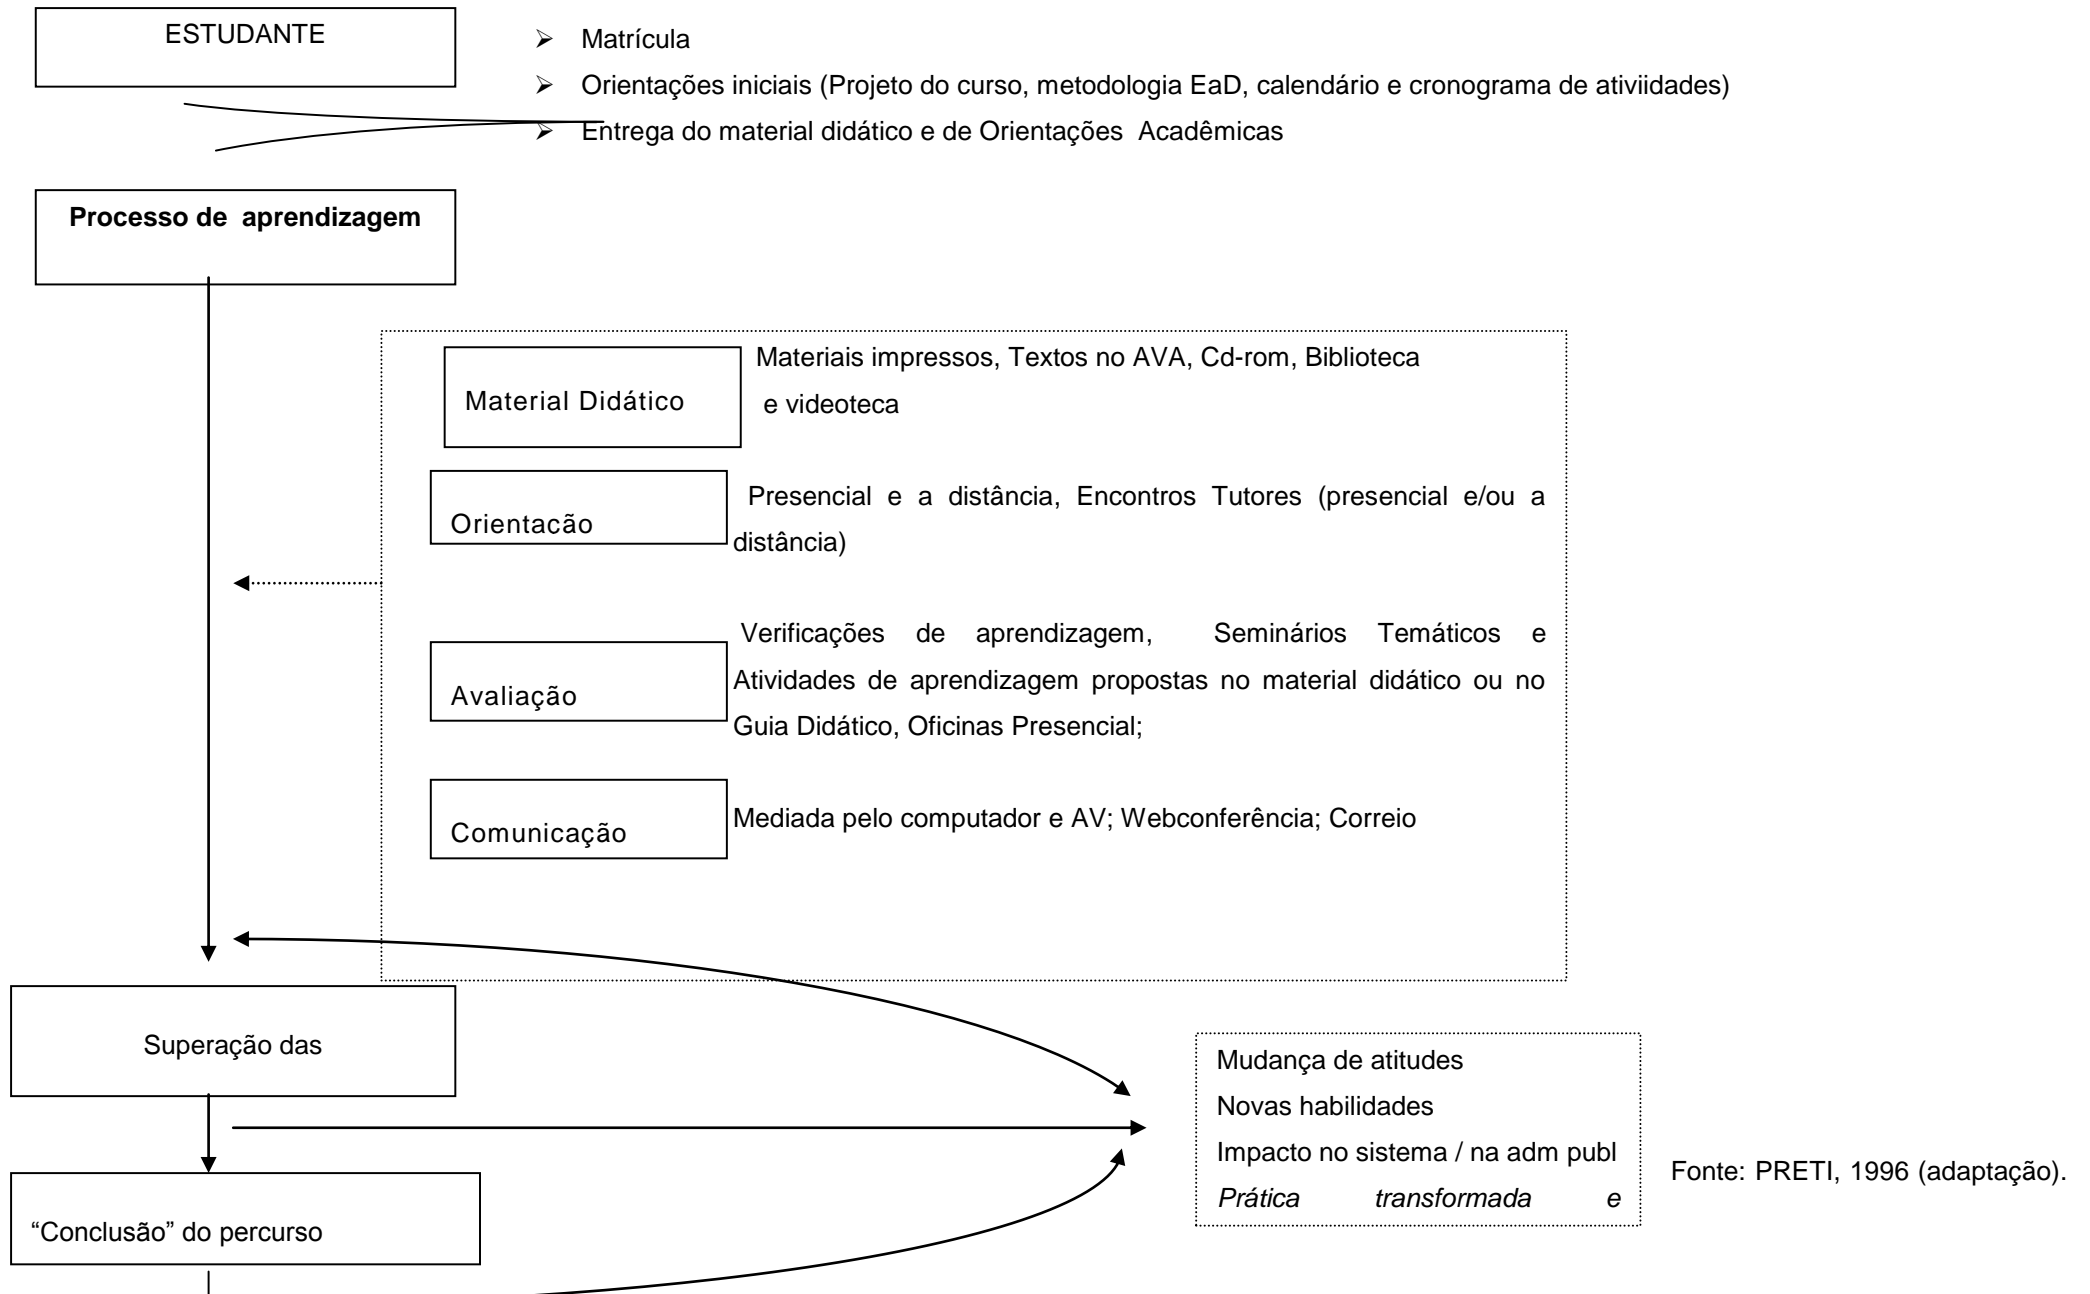 ESTUDANTE
➢ Matrícula
➢ Orientações iniciais (Projeto do curso, metodologia EaD, calendário e cronograma de ativiidades)
➢ Entrega do material didático e de Orientações Acadêmicas
Processo de aprendizagem
Material Didático
Materiais impressos, Textos no AVA, Cd-rom, Biblioteca
e videoteca
Orientacão
Presencial e a distância, Encontros Tutores (presencial e/ou a
distância)
Avaliação
Verificações de aprendizagem, Seminários Temáticos e
Atividades de aprendizagem propostas no material didático ou no
Guia Didático, Oficinas Presencial;
Comunicação
Mediada pelo computador e AV; Webconferência; Correio
Superação das
Mudança de atitudes
Novas habilidades
Impacto no sistema / na adm publ
Prática transformada e
Fonte: PRETI, 1996 (adaptação).
“Conclusão” do percurso